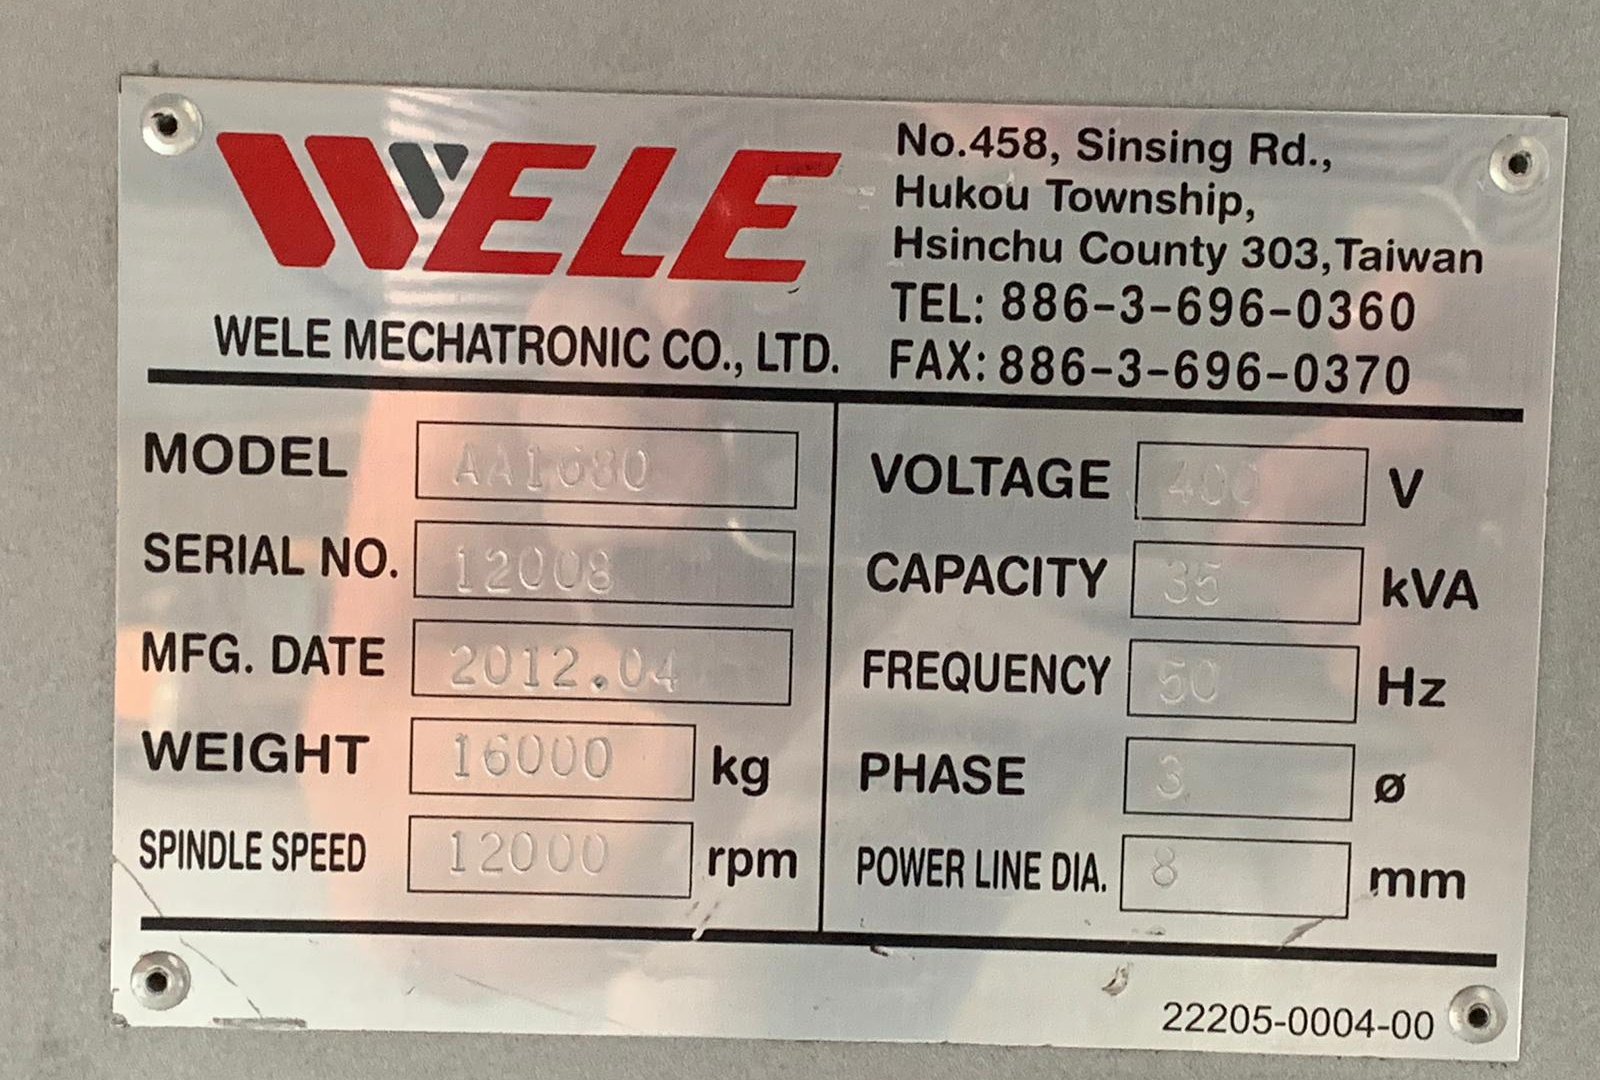 WELE
WELE MECHATRONIC CO., LTD.
No.458, Sinsing Rd.,
Hukou Township,
Hsinchu County 303,Taiwan
TEL: 886-3-696-0360
FAX: 886-3-696-0370
MODEL AA1680
SERIAL NO. 12008
MFG. DATE 2012.04
WEIGHT 16000 kg
SPINDLE SPEED 12000 rpm
VOLTAGE 400 V
CAPACITY 35 kVA
FREQUENCY 50 Hz
PHASE 3 ø
POWER LINE DIA. 8 mm
22205-0004-00